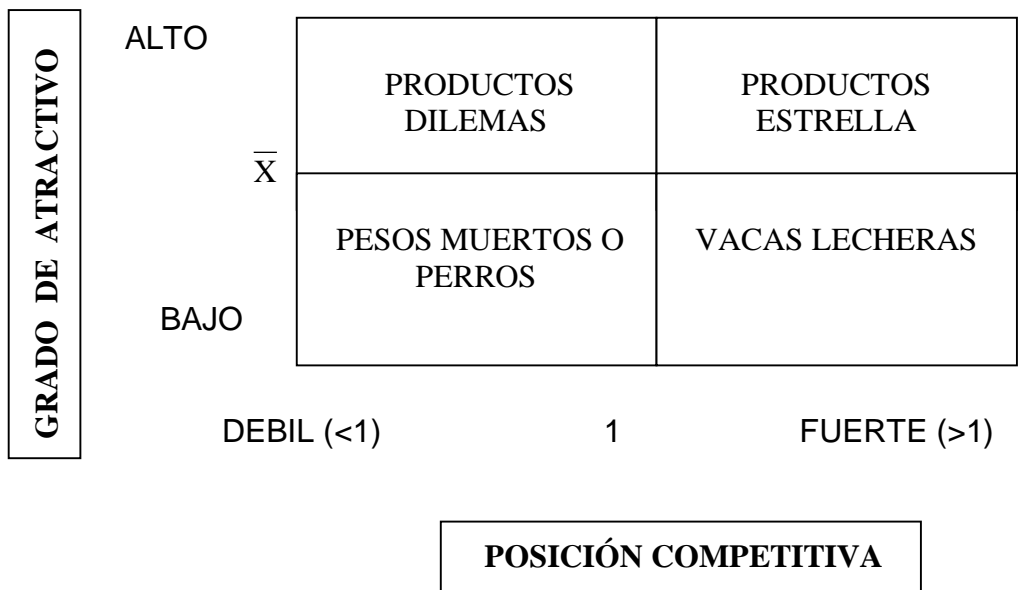 GRADO DE ATRACTIVO
ALTO
X̅
BAJO
PRODUCTOS
DILEMAS
PRODUCTOS
ESTRELLA
PESOS MUERTOS O
PERROS
VACAS LECHERAS
DEBIL (<1)
1
FUERTE (>1)
POSICIÓN COMPETITIVA